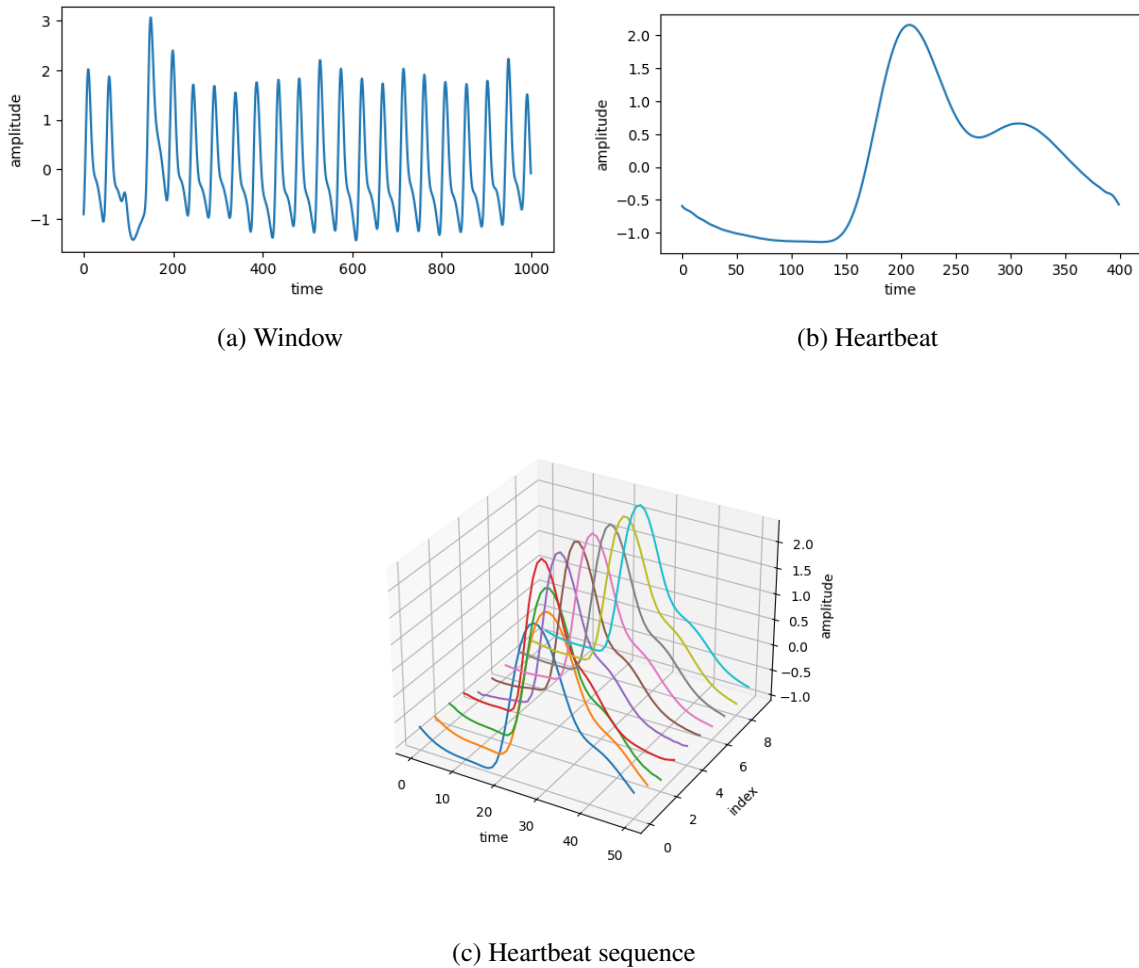 3
2
1
0
−1
amplitude
0 200 400 600 800 1000
time
(a) Window
2.0
1.5
1.0
0.5
0.0
−0.5
−1.0
amplitude
0 50 100 150 200 250 300 350 400
time
(b) Heartbeat
2.0
1.5
1.0
0.5
0.0
−0.5
−1.0
amplitude
0 10 20 30 40 50
time
0 2 4 6 8
index
(c) Heartbeat sequence